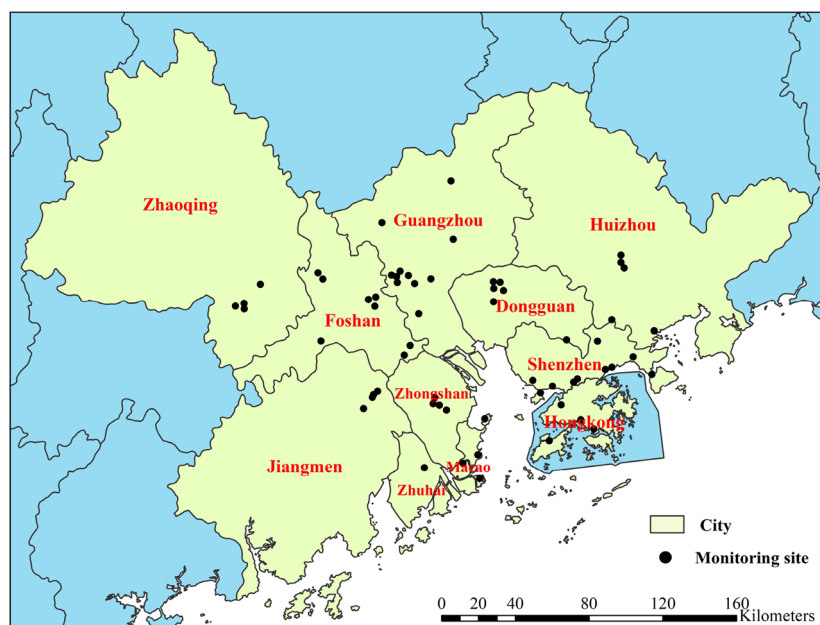 Zhaoqing
Guangzhou
Huizhou
Dongguan
Foshan
Shenzhen
Zhongshan
Hongkong
Jiangmen
Macao
Zhuhai
City
Monitoring site
0 20 40 80 120 160
Kilometers